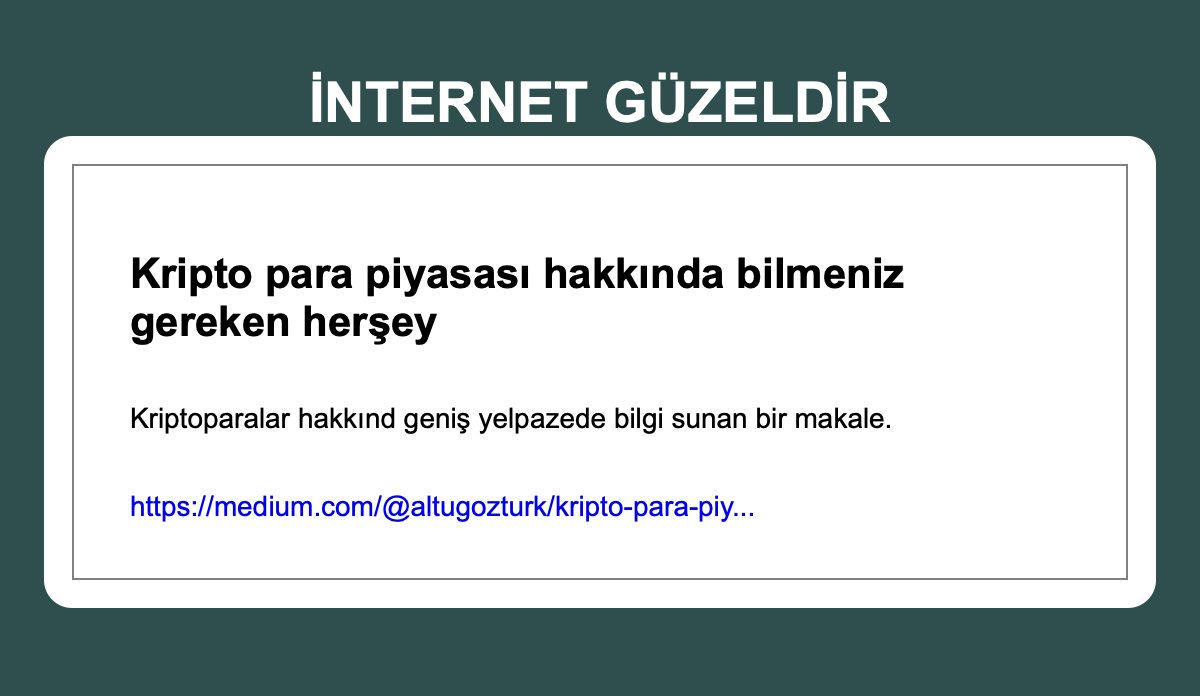 İNTERNET GÜZELDİR
Kripto para piyasası hakkında bilmeniz
gereken herşey
Kriptoparalar hakkınd geniş yelpazede bilgi sunan bir makale.
https://medium.com/@altugozturk/kripto-para-piy...